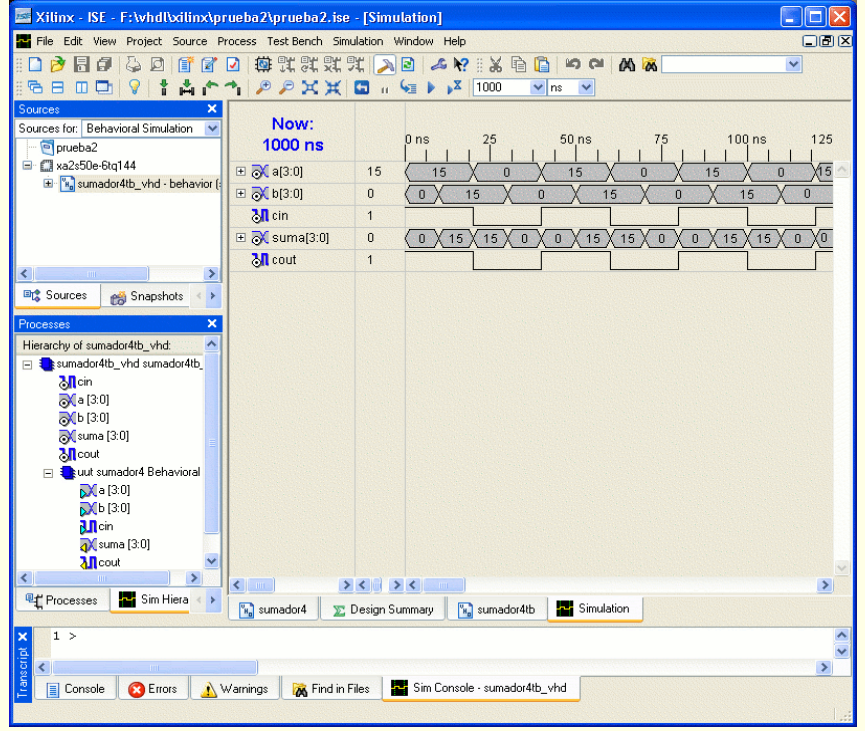 Xilinx - ISE - F:\vhdl\xilinx\prueba2\prueba2.ise - [Simulation]
File Edit View Project Source Process Test Bench Simulation Window Help
1000 ns
Sources
Sources for: Behavioral Simulation
prueba2
xa2s50e-6tq144
sumador4tb_vhd - behavior (
Sources Snapshots
Processes
Hierarchy of sumador4tb_vhd:
sumador4tb_vhd sumador4tb_
cin
a [3:0]
b [3:0]
suma [3:0]
cout
uut sumador4 Behavioral
a [3:0]
b [3:0]
cin
suma [3:0]
cout
Processes Sim Hiera
Now:
1000 ns
0 ns 25 50 ns 75 100 ns 125
a[3:0] 15 15 0 15 0 15 0 15
b[3:0] 0 0 15 0 15 0 15 0
cin 1
suma[3:0] 0 0 15 15 0 0 15 15 0 0 15 15 0 0
cout 1
sumador4 Design Summary sumador4tb Simulation
Transcript
1 >
Console Errors Warnings Find in Files Sim Console - sumador4tb_vhd